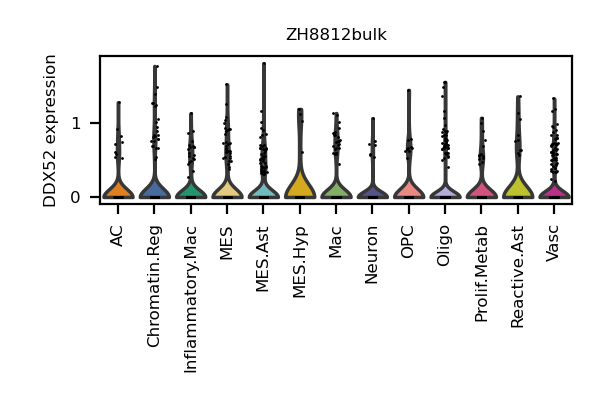 ZH8812bulk
DDX52 expression
1
0
AC
Chromatin.Reg
Inflammatory.Mac
MES
MES.Ast
MES.Hyp
Mac
Neuron
OPC
Oligo
Prolif.Metab
Reactive.Ast
Vasc